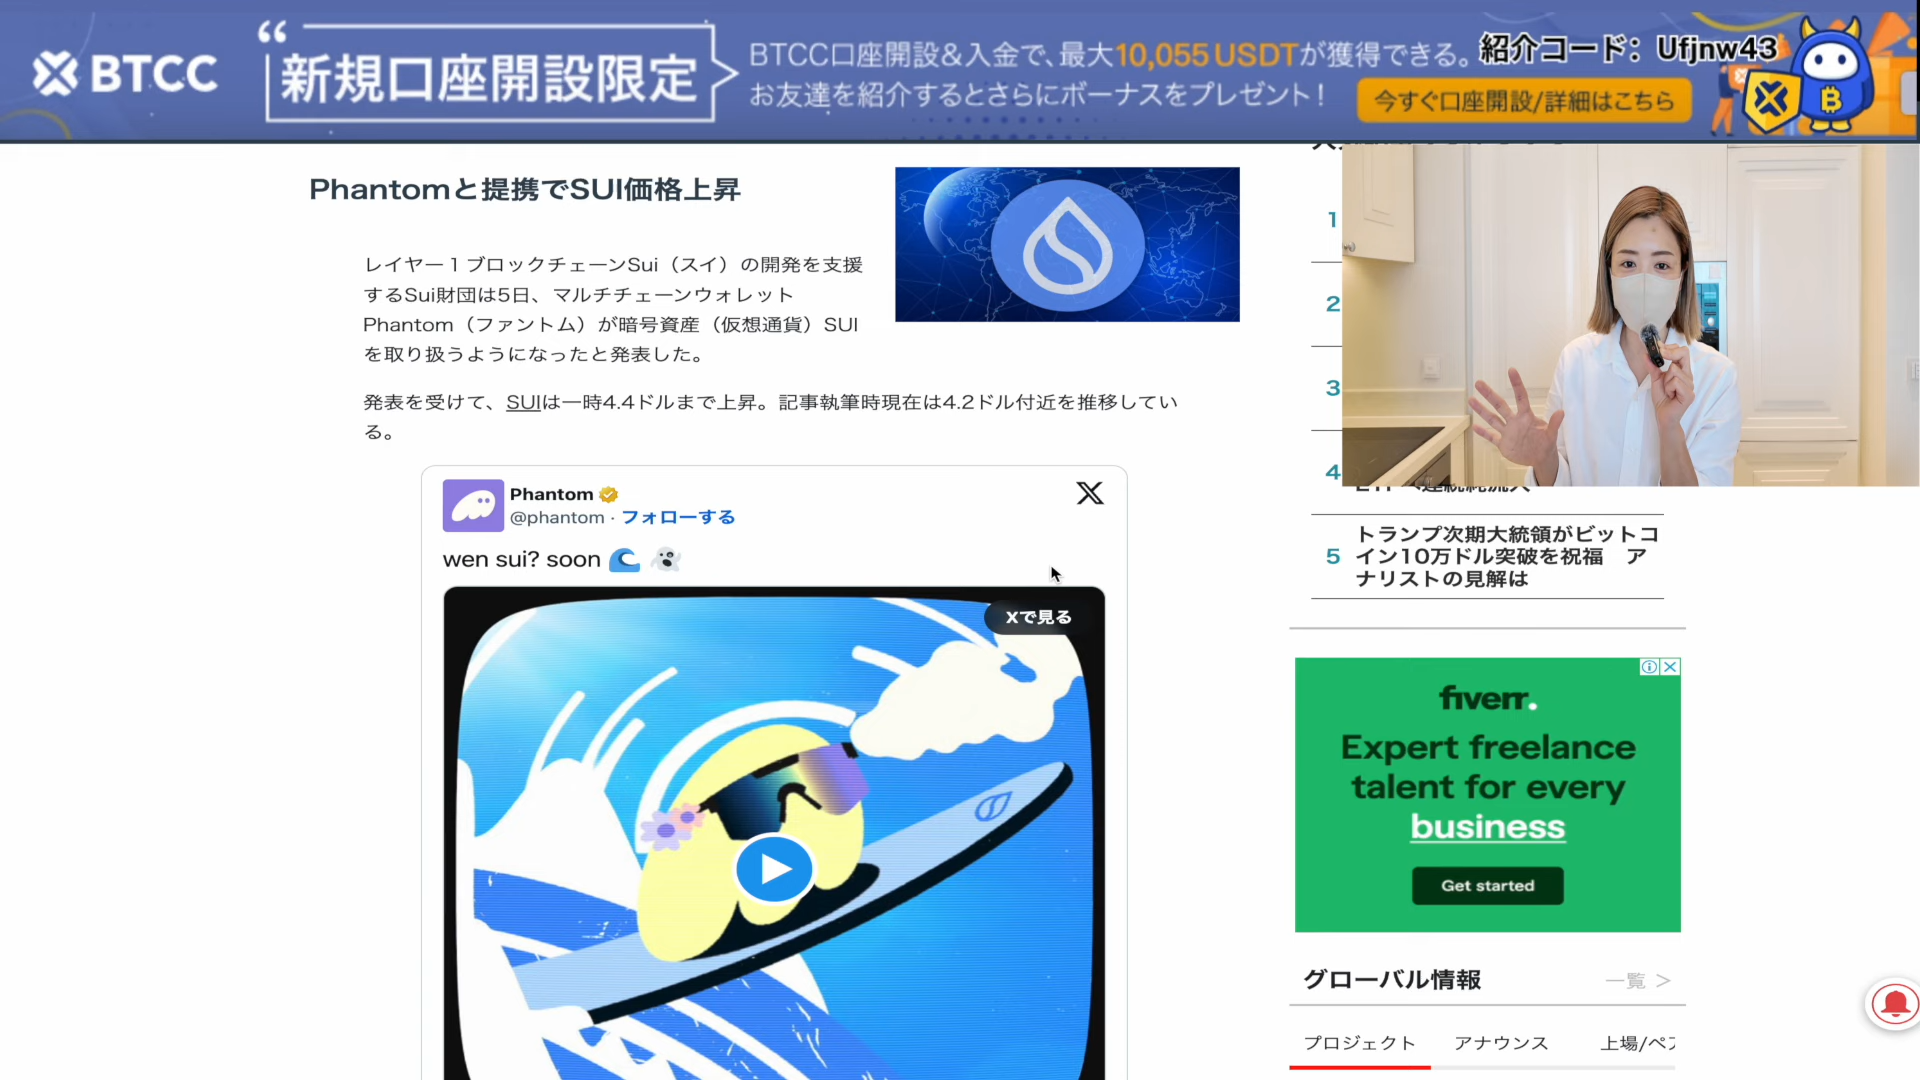 BTCC
新規口座開設限定
BTCC口座開設&入金で、最大10,055 USDTが獲得できる。
お友達を紹介するとさらにボーナスをプレゼント！
紹介コード：Ufjnw43
今すぐ口座開設/詳細はこちら
Phantomと提携でSUI価格上昇
レイヤー1 ブロックチェーンSui（スイ）の開発を支援
するSui財団は5日、マルチチェーンウォレット
Phantom（ファントム）が暗号資産（仮想通貨）SUI
を取り扱うようになったと発表した。
発表を受けて、SUIは一時4.4ドルまで上昇。記事執筆時現在は4.2ドル付近を推移してい
る。
Phantom
@phantom · フォローする
wen sui? soon 🌊 👻
Xで見る
1
2
3
4
5
トランプ次期大統領がビットコ
イン10万ドル突破を祝福　ア
ナリストの見解は
fiverr.
Expert freelance
talent for every
business
Get started
グローバル情報
一覧 >
プロジェクト
アナウンス
上場/ペ